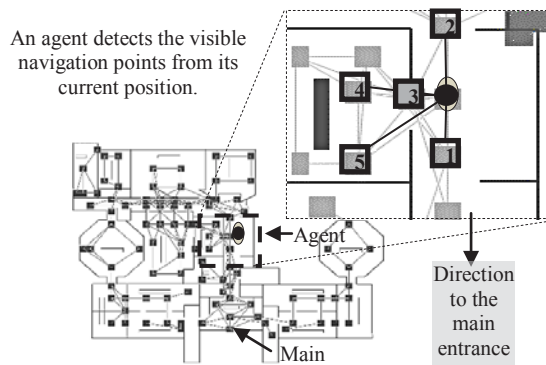 An agent detects the visible
navigation points from its
current position.
2
4
3
5
1
Agent
Main
Direction
to the
main
entrance